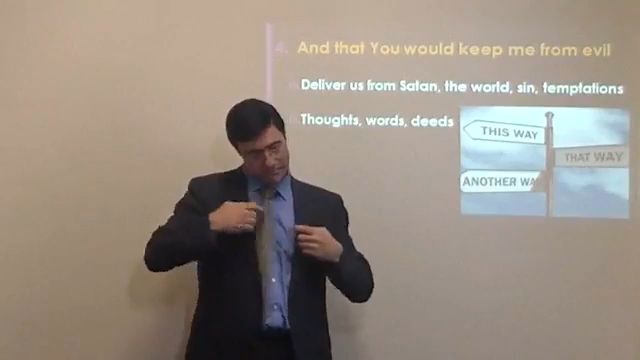 4. And that You would keep me from evil
Deliver us from Satan, the world, sin, temptations
Thoughts, words, deeds
THIS WAY
THAT WAY
ANOTHER WA